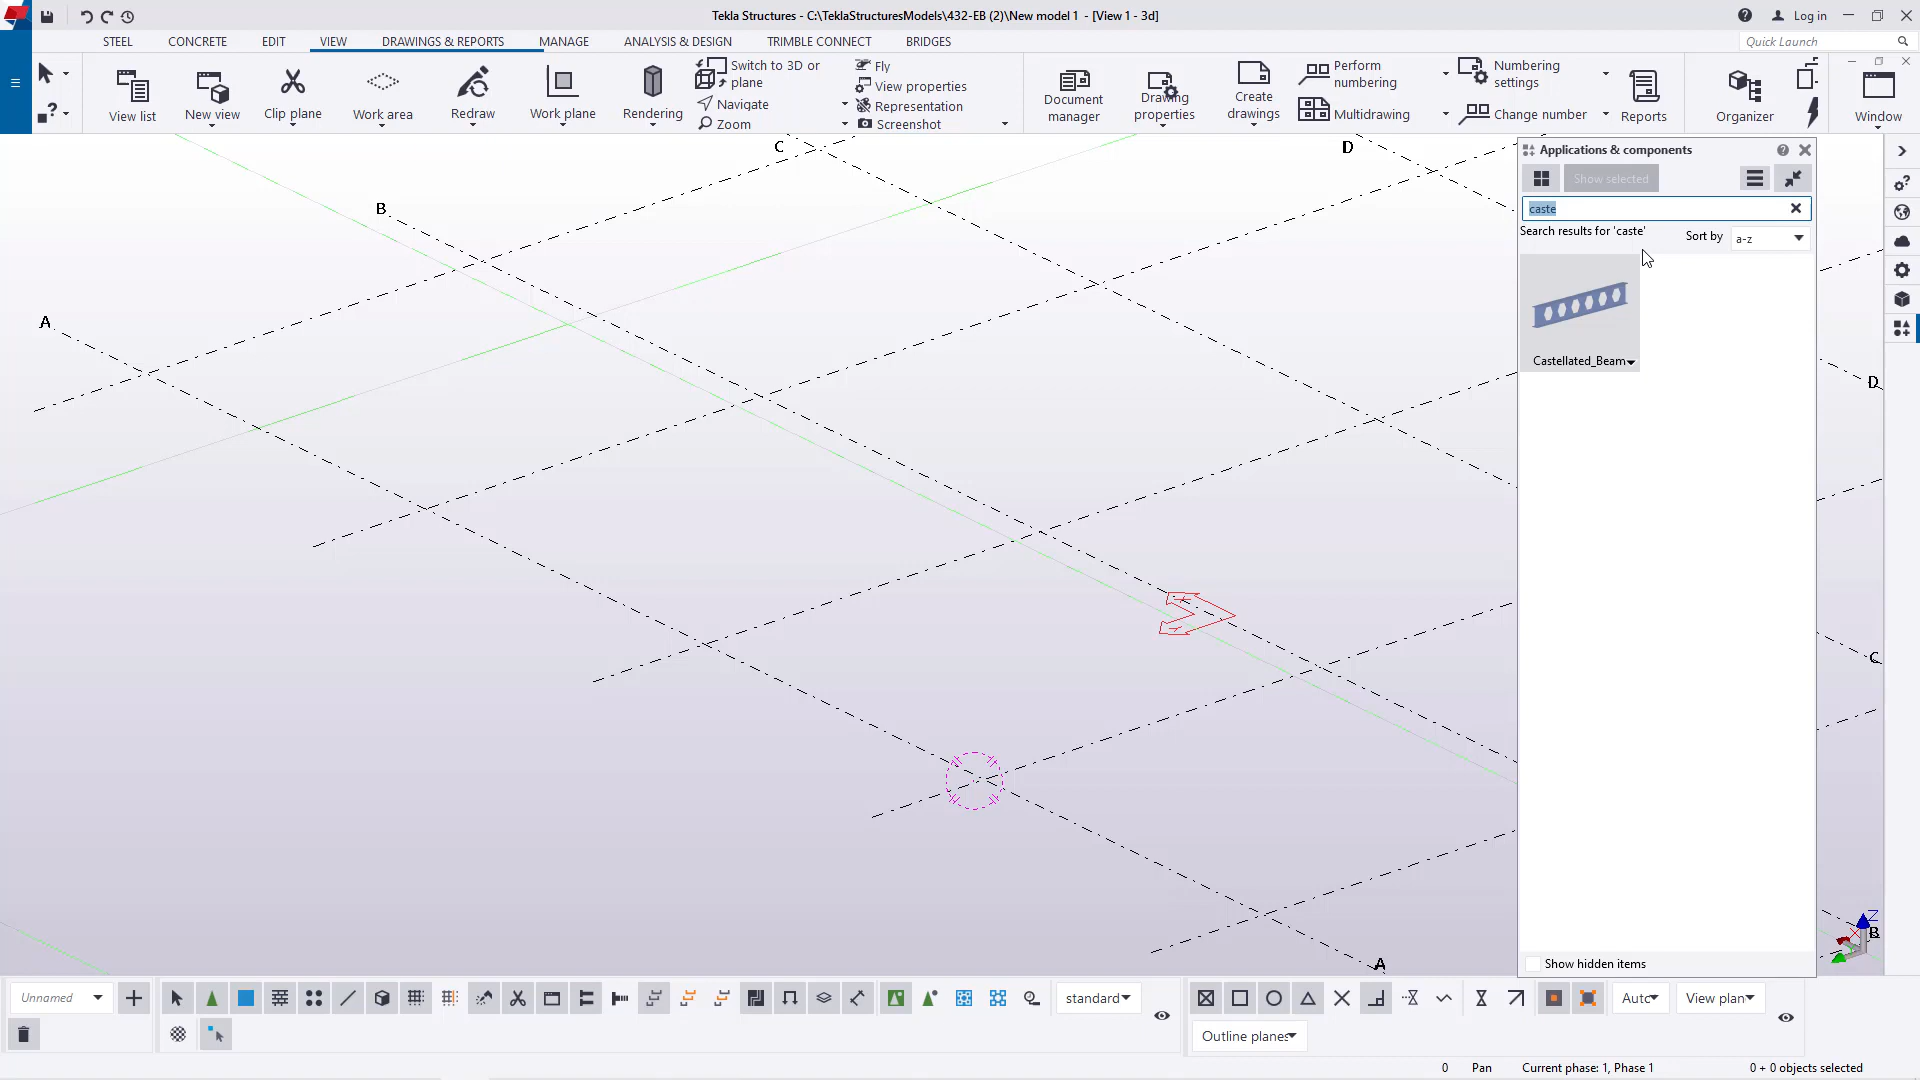 Tekla Structures - C:\TeklaStructuresModels\432-EB (2)\New model 1 - [View 1 - 3d]
Log in
STEEL
CONCRETE
EDIT
VIEW
DRAWINGS & REPORTS
MANAGE
ANALYSIS & DESIGN
TRIMBLE CONNECT
BRIDGES
Quick Launch
View list
New view
Clip plane
Work area
Redraw
Work plane
Rendering
Switch to 3D or
plane
Navigate
Zoom
Fly
View properties
Representation
Screenshot
Document
manager
Drawing
properties
Create
drawings
Perform
numbering
Multidrawing
Numbering
settings
Change number
Reports
Organizer
Window
Applications & components
Show selected
caste
Search results for 'caste'
Sort by
a-z
Castellated_Beam
Show hidden items
C
D
B
A
D
C
B
A
Z
X
Unnamed
standard
Auto
View plan
Outline planes
0
Pan
Current phase: 1, Phase 1
0 + 0 objects selected